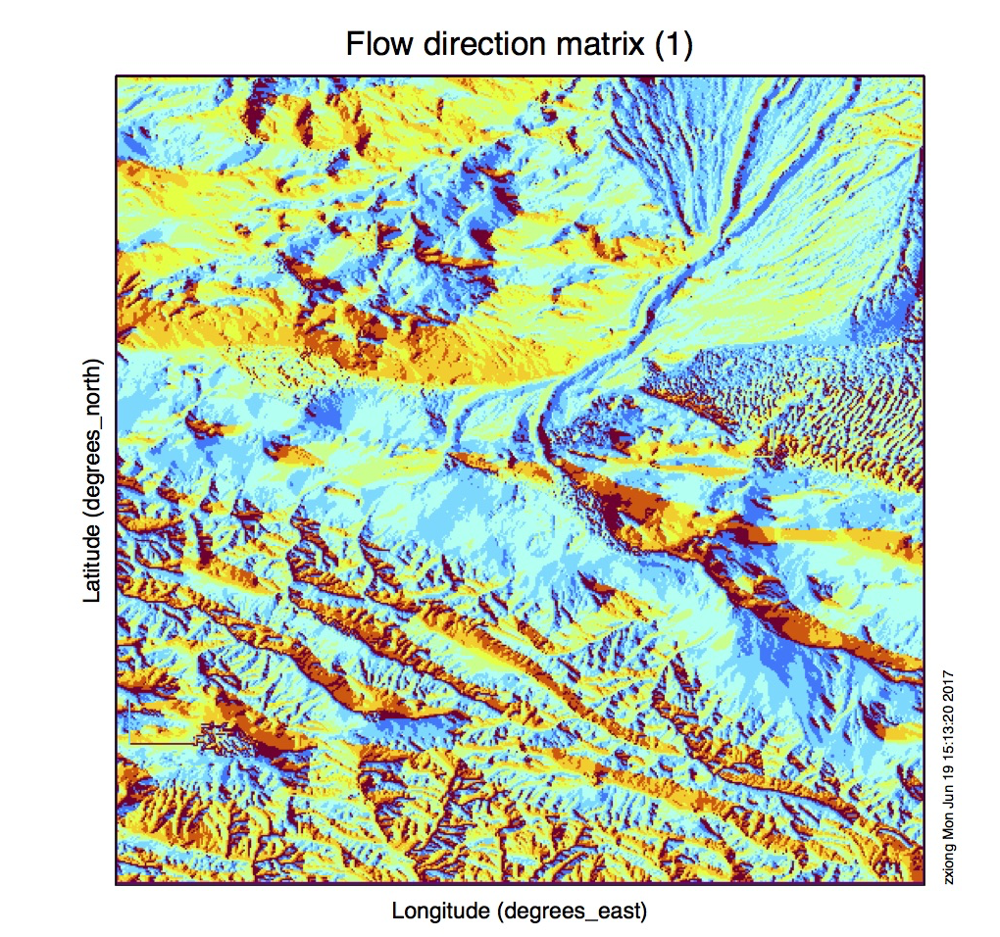 Flow direction matrix (1)
Latitude (degrees_north)
Longitude (degrees_east)
zxiong Mon Jun 19 15:13:20 2017